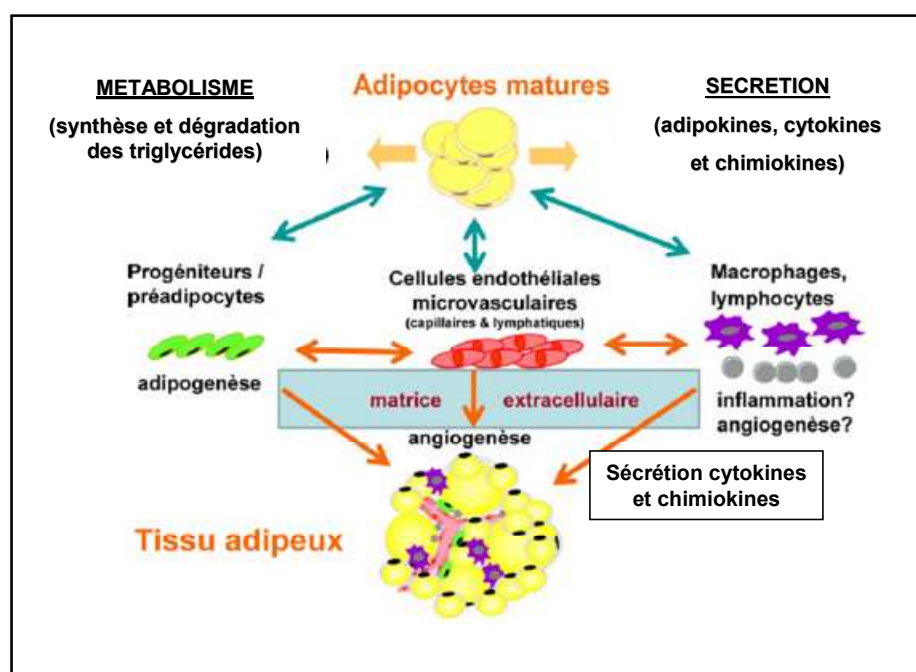 METABOLISME
(synthèse et dégradation
des triglycérides)
Adipocytes matures
SECRETION
(adipokines, cytokines
et chimiokines)
Progéniteurs /
préadipocytes
Cellules endothéliales
microvasculaires
(capillaires & lymphatiques)
Macrophages,
lymphocytes
adipogenèse
matrice extracellulaire
inflammation?
angiogenèse?
angiogenèse
Sécrétion cytokines
et chimiokines
Tissu adipeux